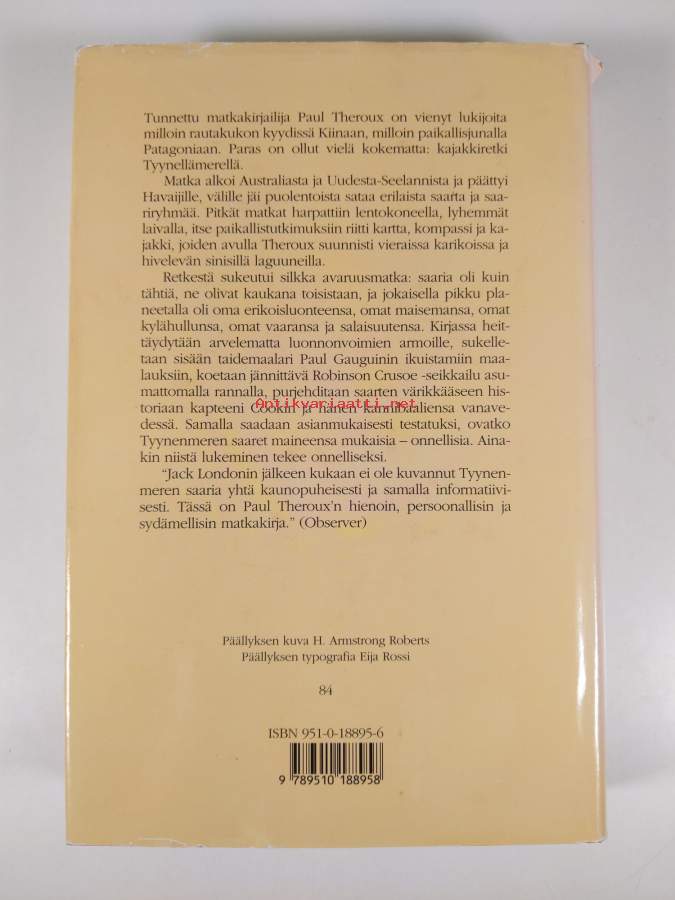 Tunnettu matkakirjailija Paul Theroux on vienyt lukijoita
milloin rautakukon kyydissä Kiinaan, milloin paikallisjunalla
Patagoniaan. Paras on ollut vielä kokematta: kajakkiretki
Tyynellämerellä.
Matka alkoi Australiasta ja Uudesta-Seelannista ja päättyi
Havaijille, välille jäi puolentoista sataa erilaista saarta ja saa-
riryhmää. Pitkät matkat harpattiin lentokoneella, lyhemmät
laivalla, itse paikallistutkimuksiin riitti kartta, kompassi ja ka-
jakki, joiden avulla Theroux suunnisti vieraissa karikoissa ja
hivelevän sinisillä laguuneilla.
Retkestä sukeutui silkka avaruusmatka: saaria oli kuin
tähtiä, ne olivat kaukana toisistaan, ja jokaisella pikku pla-
neetalla oli oma erikoisluonteensa, omat maisemansa, omat
kylähullunsa, omat vaaransa ja salaisuutensa. Kirjassa heit-
täydytään arvelematta luonnonvoimien armoille, sukelle-
taan sisään taidemaalari Paul Gauguinin ikuistamiin maa-
lauksiin, koetaan jännittävä Robinson Crusoe -seikkailu asu-
mattomalla rannalla, purjehditaan saarten värikkääseen his-
toriaan kapteeni Cookin ja hänen kannibaaliensa vanave-
Antikvariaatti.net
dessä. Samalla saadaan asianmukaisesti testatuksi, ovatko
Tyynenmeren saaret maineensa mukaisia – onnellisia. Aina-
kin niistä lukeminen tekee onnelliseksi.
“Jack Londonin jälkeen kukaan ei ole kuvannut Tyynen-
meren saaria yhtä kaunopuheisesti ja samalla informatiivi-
sesti. Tässä on Paul Theroux'n hienoin, persoonallisin ja
sydämellisin matkakirja.” (Observer)
Päällyksen kuva H. Armstrong Roberts
Päällyksen typografia Eija Rossi
84
ISBN 951-0-18895-6
9 789510 188958